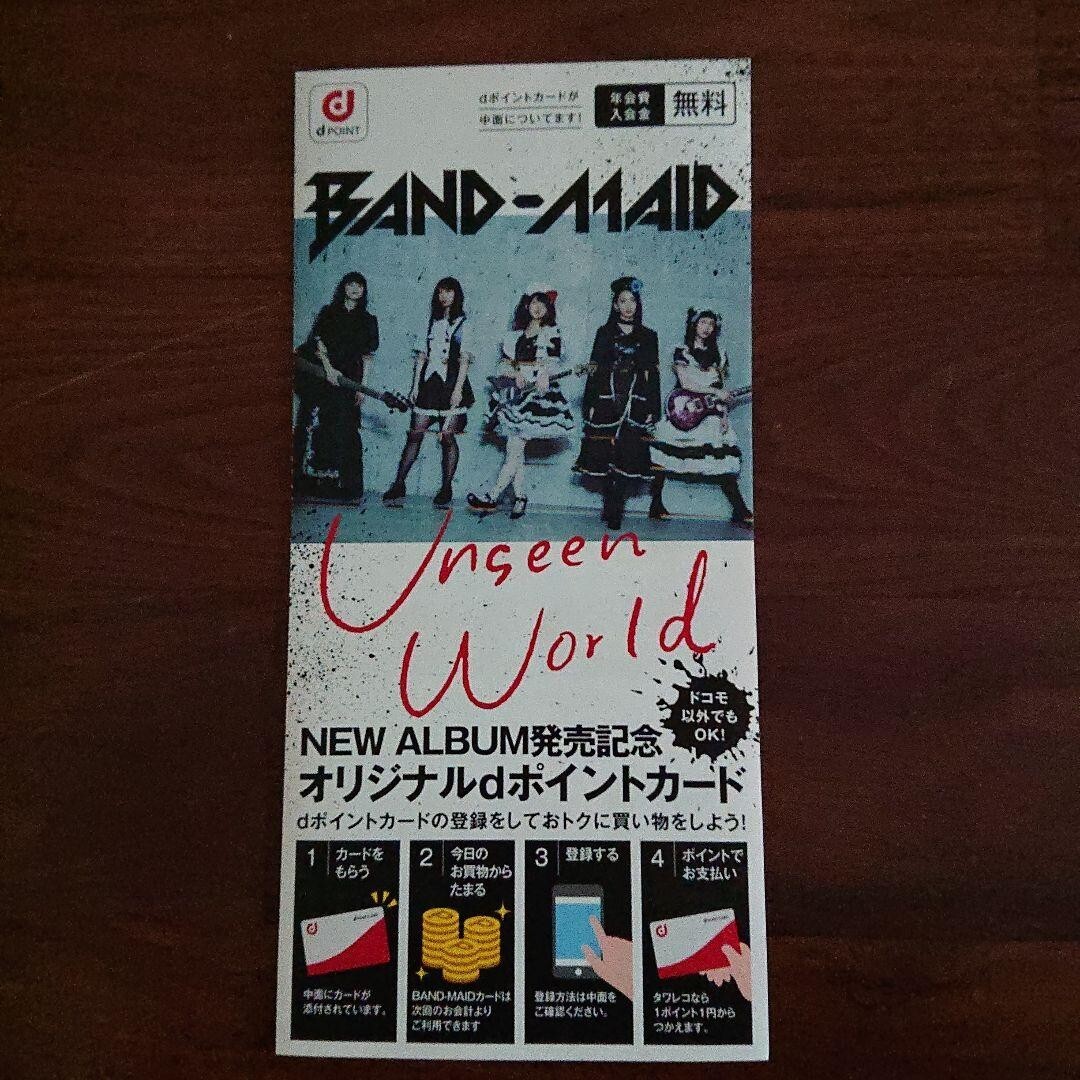 d POINT
dポイントカードが
中面についてます!
年会費
入会金
無料
BAND-MAID
Unseen
World
ドコモ
以外でも
OK!
NEW ALBUM発売記念
オリジナルdポイントカード
dポイントカードの登録をしておトクに買い物をしよう!
1 カードを
もらう
中面にカードが
添付されています。
2 今日の
お買物から
たまる
BAND-MAIDカードは
次回のお会計より
ご利用できます
3 登録する
登録方法は中面を
ご確認ください。
4 ポイントで
お支払い
タワレコなら
1ポイント1円から
つかえます。